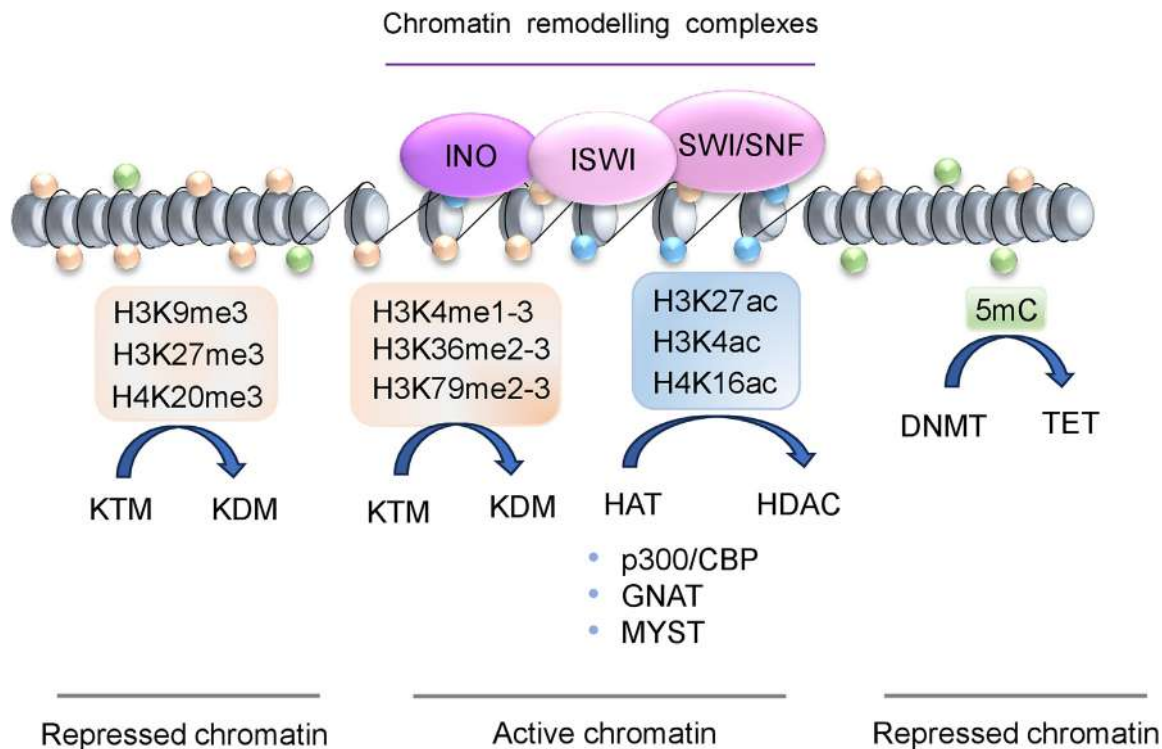 Chromatin remodelling complexes
INO
ISWI
SWI/SNF
H3K9me3
H3K27me3
H4K20me3
KTM
KDM
H3K4me1-3
H3K36me2-3
H3K79me2-3
KTM
KDM
H3K27ac
H3K4ac
H4K16ac
HAT
HDAC
• p300/CBP
• GNAT
• MYST
5mC
DNMT
TET
Repressed chromatin
Active chromatin
Repressed chromatin